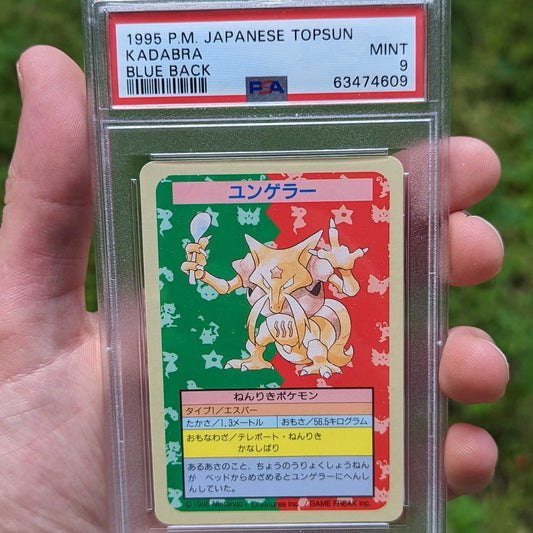 1995 P.M. JAPANESE TOPSUN
KADABRA MINT
BLUE BACK 9
PSA 63474609
ユンゲラー
ねんりきポケモン
タイプ1/エスパー
たかさ/1.3メートル おもさ/56.5キログラム
おもなわざ/テレポート・ねんりき
かなしばり
あるあさのこと、ちょうのうりょくしょうねん
が ベッドからめざめるとユンゲラーにへんし
んしていた。
© 1995 Nintendo Creatures inc. / GAME FREAK inc.